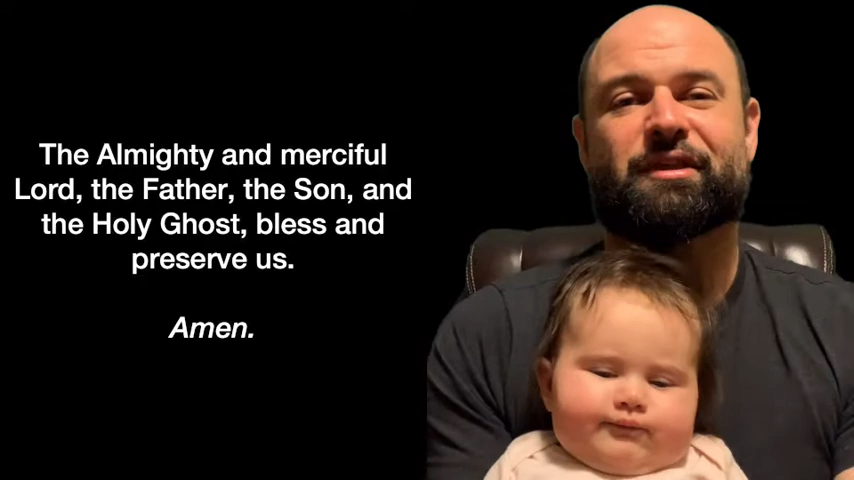 The Almighty and merciful
Lord, the Father, the Son, and
the Holy Ghost, bless and
preserve us.
Amen.